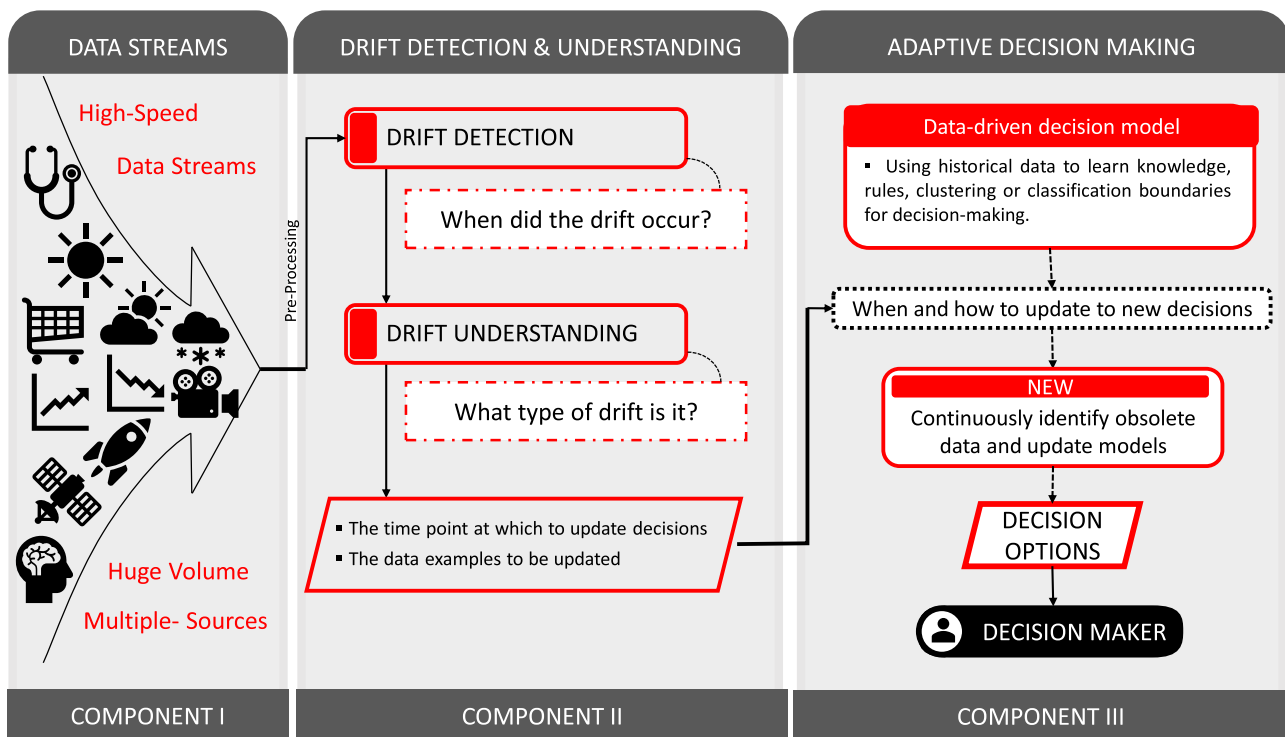 DATA STREAMS
High-Speed
Data Streams
Huge Volume
Multiple- Sources
COMPONENT I
Pre-Processing
DRIFT DETECTION & UNDERSTANDING
DRIFT DETECTION
When did the drift occur?
DRIFT UNDERSTANDING
What type of drift is it?
▪ The time point at which to update decisions
▪ The data examples to be updated
COMPONENT II
ADAPTIVE DECISION MAKING
Data-driven decision model
▪ Using historical data to learn knowledge,
rules, clustering or classification boundaries
for decision-making.
When and how to update to new decisions
NEW
Continuously identify obsolete
data and update models
DECISION
OPTIONS
DECISION MAKER
COMPONENT III